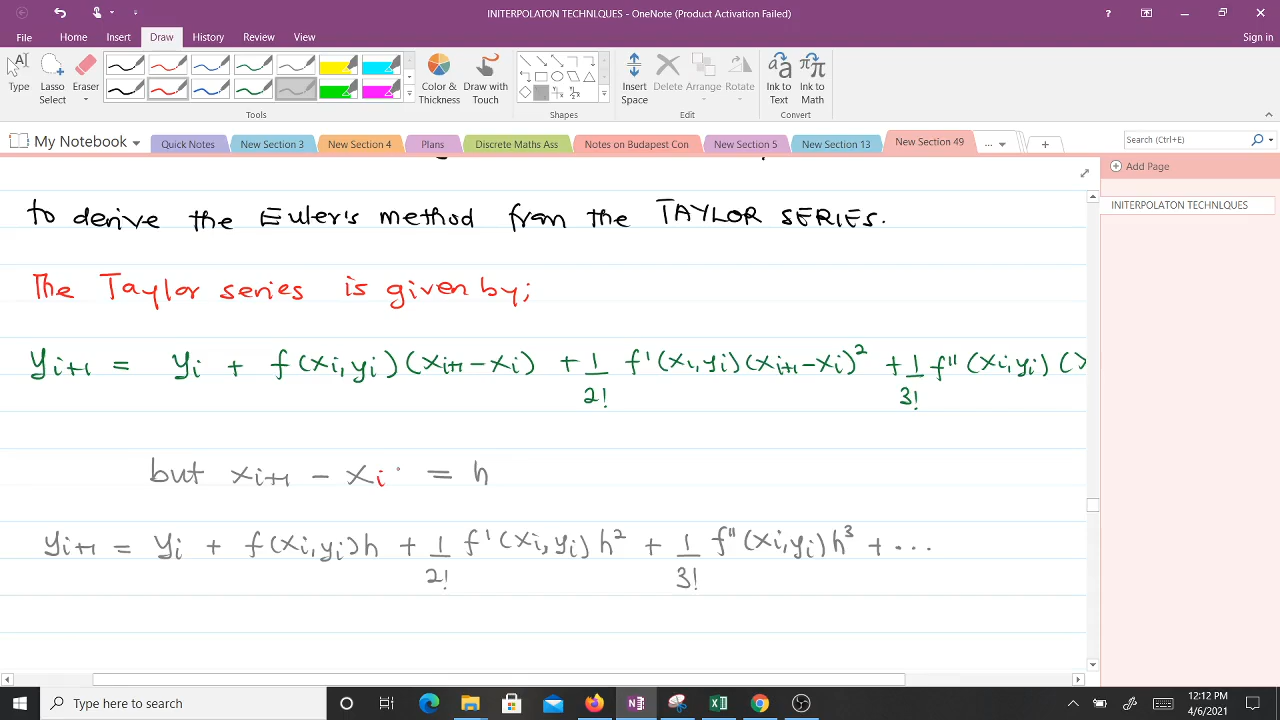 INITERPOLATON TECHNLQUES - OneNote (Product Activation Failed)
File Home Insert Draw History Review View Sign in
Type Lasso Select Eraser Color & Thickness Draw with Touch Insert Space Delete Arrange Rotate Ink to Text Ink to Math
Tools Shapes Edit Convert
My Notebook Quick Notes New Section 3 New Section 4 Plans Discrete Maths Ass Notes on Budapest Con New Section 5 New Section 13 New Section 49 ... + Search (Ctrl+E)
Add Page
INITERPOLATON TECHNLQUES
to derive the Euler's method from the TAYLOR SERIES.
The Taylor series is given by;
yi+1 = yi + f(xi,yi)(xi+1-xi) + 1/2! f'(xi,yi)(xi+1-xi)² + 1/3! f''(xi,yi)(x
but xi+1 - xi = h
yi+1 = yi + f(xi,yi)h + 1/2! f'(xi,yi)h² + 1/3! f''(xi,yi)h³ + ...
Type here to search
12:12 PM
4/6/2021